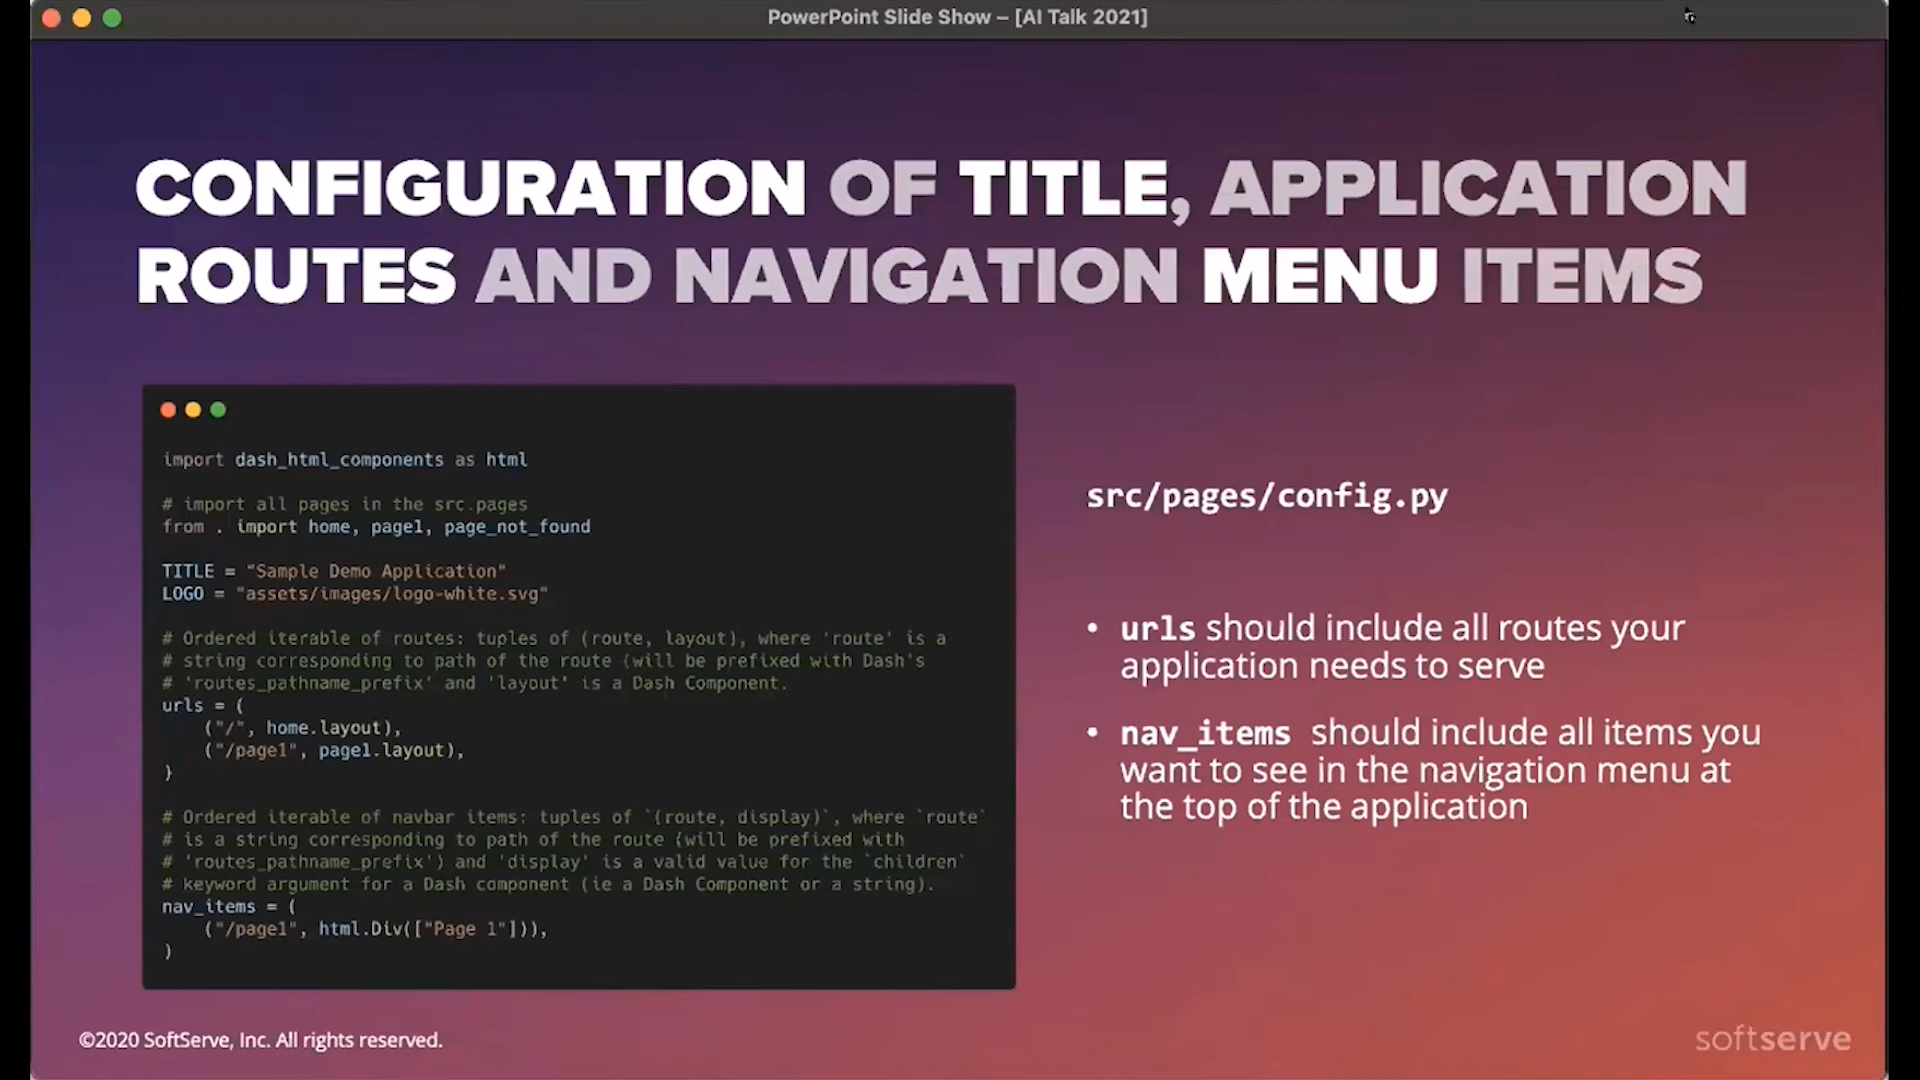 PowerPoint Slide Show – [AI Talk 2021]
CONFIGURATION OF TITLE, APPLICATION
ROUTES AND NAVIGATION MENU ITEMS
import dash_html_components as html
# import all pages in the src.pages
from . import home, page1, page_not_found
TITLE = "Sample Demo Application"
LOGO = "assets/images/logo-white.svg"
# Ordered iterable of routes: tuples of (route, layout), where 'route' is a
# string corresponding to path of the route (will be prefixed with Dash's
# 'routes_pathname_prefix' and 'layout' is a Dash Component.
urls = (
("/", home.layout),
("/page1", page1.layout),
)
# Ordered iterable of navbar items: tuples of `(route, display)`, where `route`
# is a string corresponding to path of the route (will be prefixed with
# 'routes_pathname_prefix') and 'display' is a valid value for the `children`
# keyword argument for a Dash component (ie a Dash Component or a string).
nav_items = (
("/page1", html.Div(["Page 1"])),
)
src/pages/config.py
• urls should include all routes your
application needs to serve
• nav_items should include all items you
want to see in the navigation menu at
the top of the application
©2020 SoftServe, Inc. All rights reserved.
softserve